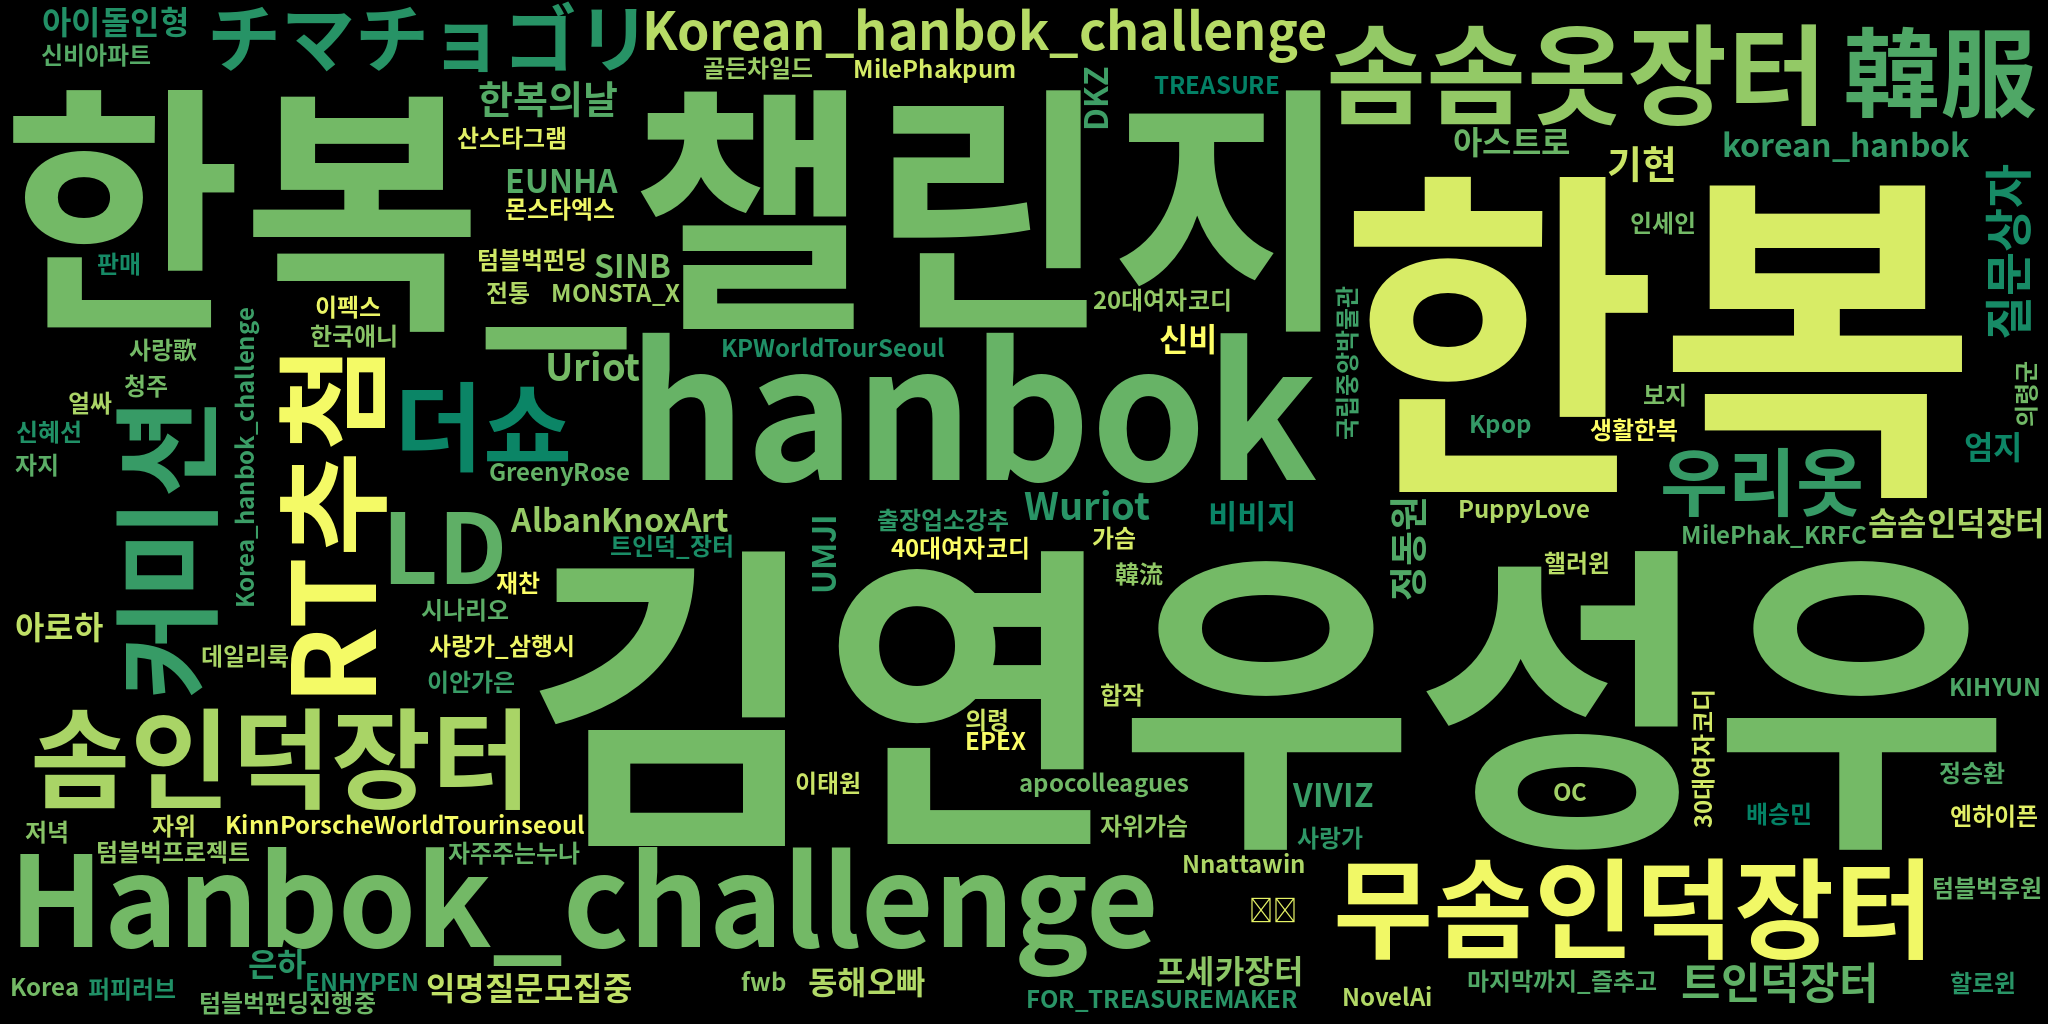 아이돌인형
チマチョゴリ
Korean_hanbok_challenge
솜솜옷장터
韓服
신비아파트
골든차일드
MilePhakpum
DKZ
TREASURE
한복의날
아스트로
korean_hanbok
한복_챌린지
산스타그램
기현
질문상자
EUNHA
몬스타엑스
한복
인세인
판매
텀블벅펀딩
SINB
전통
MONSTA_X
20대여자코디
이펙스
한국애니
국립중앙박물관
사랑歌
Korea_hanbok_challenge
RT추첨
Uriot
KPWorldTourSeoul
신비
hanbok
청주
얼싸
더쇼
보지
의령군
신혜선
커미션
Kpop
생활한복
엄지
자지
GreenyRose
우리옷
LD
AlbanKnoxArt
출장업소강추
Wuriot
비비지
정동원
PuppyLove
솜솜인덕장터
트인덕_장터
UMJI
40대여자코디
가슴
MilePhak_KRFC
재찬
韓流
핼러윈
시나리오
김연우성우
아로하
데일리룩
사랑가_삼행시
이안가은
합작
KIHYUN
30대여자코디
솜인덕장터
의령
EPEX
이태원
apocolleagues
VIVIZ
OC
정승환
배승민
엔하이픈
저녁
자위
KinnPorscheWorldTourinseoul
자위가슴
사랑가
텀블벅프로젝트
자주주는누나
Nnattawin
Hanbok_challenge
무솜인덕장터
텀블벅후원
은하
Korea
퍼피러브
ENHYPEN
익명질문모집중
fwb
동해오빠
프세카장터
마지막까지_즐추고
트인덕장터
할로윈
텀블벅펀딩진행중
FOR_TREASUREMAKER
NovelAi